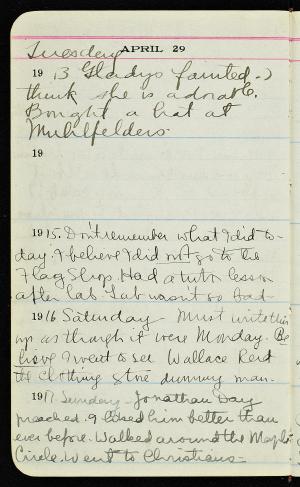 Tuesday APRIL 29
19 13 Gladys fainted. I
think she is adorable.
Bought a hat at
Muhlfelders.
19
1915. Don't remember what I did to-
day. I believe I did not go to the
Flag Shop. Had a tutor lesson
after lab. Lab wasn't so bad-
1916 Saturday Must write this
up as though it were Monday. Be
lieve I went to see Wallace Reid
the clothing store dummy man.
1917. Sunday - Jonathan Day
preached. I liked him better than
ever before. Walked around the Maple
Circle. Went to Christians -